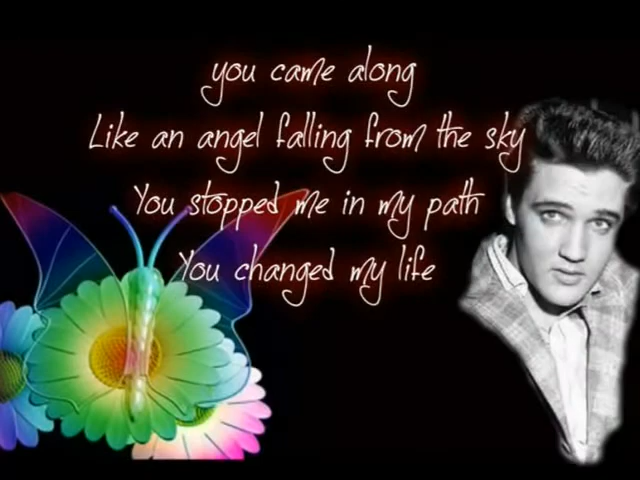 you came along
Like an angel falling from the sky
You stopped me in my path
You changed my life